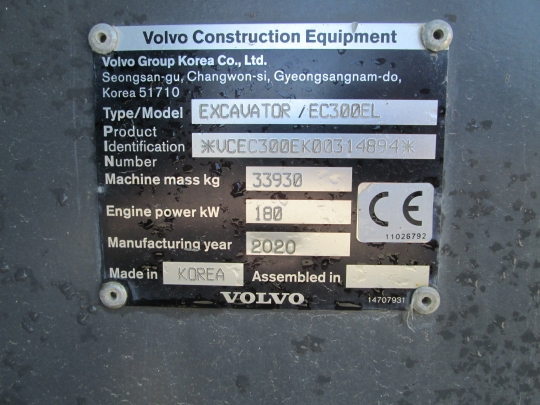 Volvo Construction Equipment
Volvo Group Korea Co., Ltd.
Seongsan-gu, Changwon-si, Gyeongsangnam-do,
Korea 51710
Type/Model EXCAVATOR /EC300EL
Product
Identification *VCEC300EK00314894*
Number
Machine mass kg 33930
Engine power kW 180
CE
11026792
Manufacturing year 2020
Made in KOREA Assembled in
VOLVO 14707931